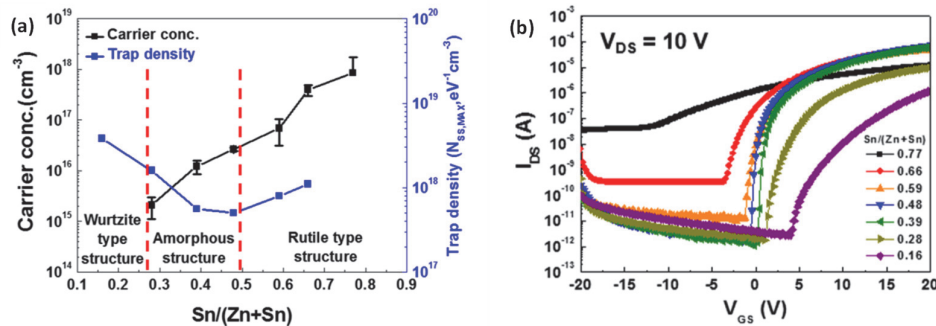 (a)
10¹⁹
10¹⁸
10¹⁷
10¹⁶
10¹⁵
10¹⁴
Carrier conc.(cm⁻³)
Carrier conc.
Trap density
Wurtzite
type
structure
Amorphous
structure
Rutile type
structure
0.1 0.2 0.3 0.4 0.5 0.6 0.7 0.8 0.9
Sn/(Zn+Sn)
10²⁰
10¹⁹
10¹⁸
10¹⁷
Trap density (N_SS,MAX,eV⁻¹cm⁻³)
(b)
V_DS = 10 V
10⁻³
10⁻⁴
10⁻⁵
10⁻⁶
10⁻⁷
10⁻⁸
10⁻⁹
10⁻¹⁰
10⁻¹¹
10⁻¹²
10⁻¹³
I_DS (A)
Sn/(Zn+Sn)
0.77
0.66
0.59
0.48
0.39
0.28
0.16
-20 -15 -10 -5 0 5 10 15 20
V_GS (V)